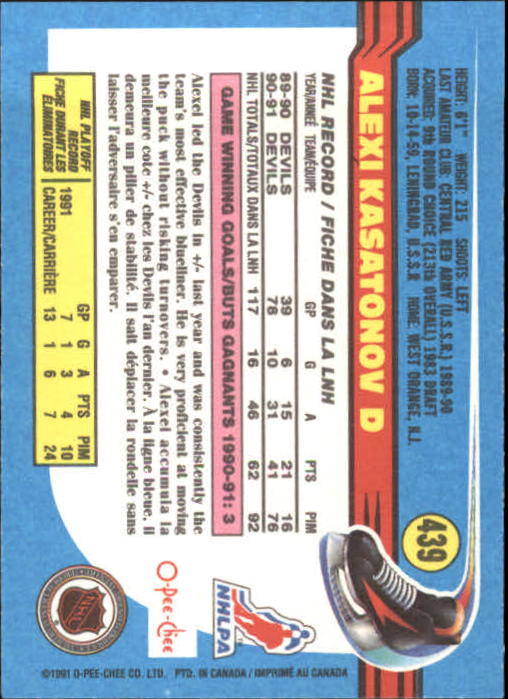 439
HEIGHT: 6'1" WEIGHT: 215 SHOOTS: LEFT
LAST AMATEUR CLUB: CENTRAL RED ARMY (U.S.S.R.) 1989-90
ACQUIRED: 9th ROUND CHOICE (213th OVERALL) 1983 DRAFT
BORN: 10-14-59, LENINGRAD, U.S.S.R HOME: WEST ORANGE, N.J.
ALEXI KASATONOV D
NHL RECORD / FICHE DANS LA LNH
YEAR/ANNÉE TEAM/ÉQUIPE GP G A PTS PIM
89-90 DEVILS 39 6 15 21 16
90-91 DEVILS 78 10 31 41 76
NHL TOTALS/TOTAUX DANS LA LNH 117 16 46 62 92
GAME WINNING GOALS/BUTS GAGNANTS 1990-91: 3
Alexei led the Devils in +/- last year and was consistently the
team's most effective blueliner. He is very proficient at moving
the puck without risking turnovers. • Alexei accumula la
meilleure cote +/- chez les Devils l'an dernier. À la ligne bleue, il
demeura un pilier de stabilité. Il sait déplacer la rondelle sans
laisser l'adversaire s'en emparer.
NHL PLAYOFF
RECORD
FICHE DURANT LES
ÉLIMINATOIRES
GP G A PTS PIM
1991 7 1 3 4 10
CAREER/CARRIÈRE 13 1 6 7 24
NHLPA
O-Pee-Chee
NHL
©1991 O-PEE-CHEE CO. LTD. PTD. IN CANADA / IMPRIMÉ AU CANADA